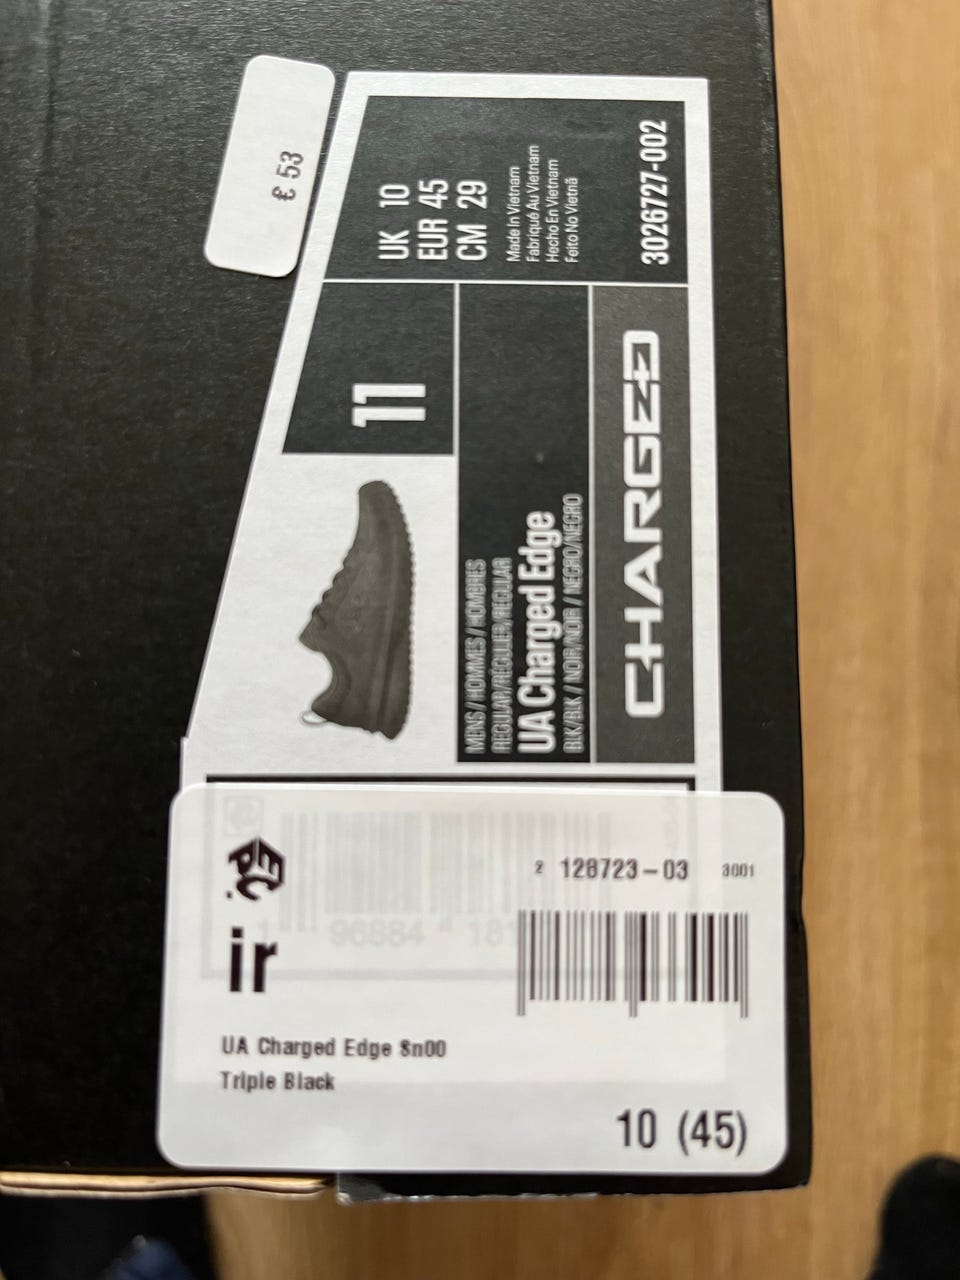 € 53
11
UK 10
EUR 45
CM 29
Made In Vietnam
Fabriqué Au Vietnam
Hecho En Vietnam
Feito No Vietnã
3026727-002
MENS / HOMMES / HOMBRES
REGULAR/RÉGULIER/REGULAR
UA Charged Edge
BLK/BLK / NOIR/NOIR / NEGRO/NEGRO
CHARGED
2 128723-03 3001
ir
UA Charged Edge Sn00
Triple Black
10 (45)